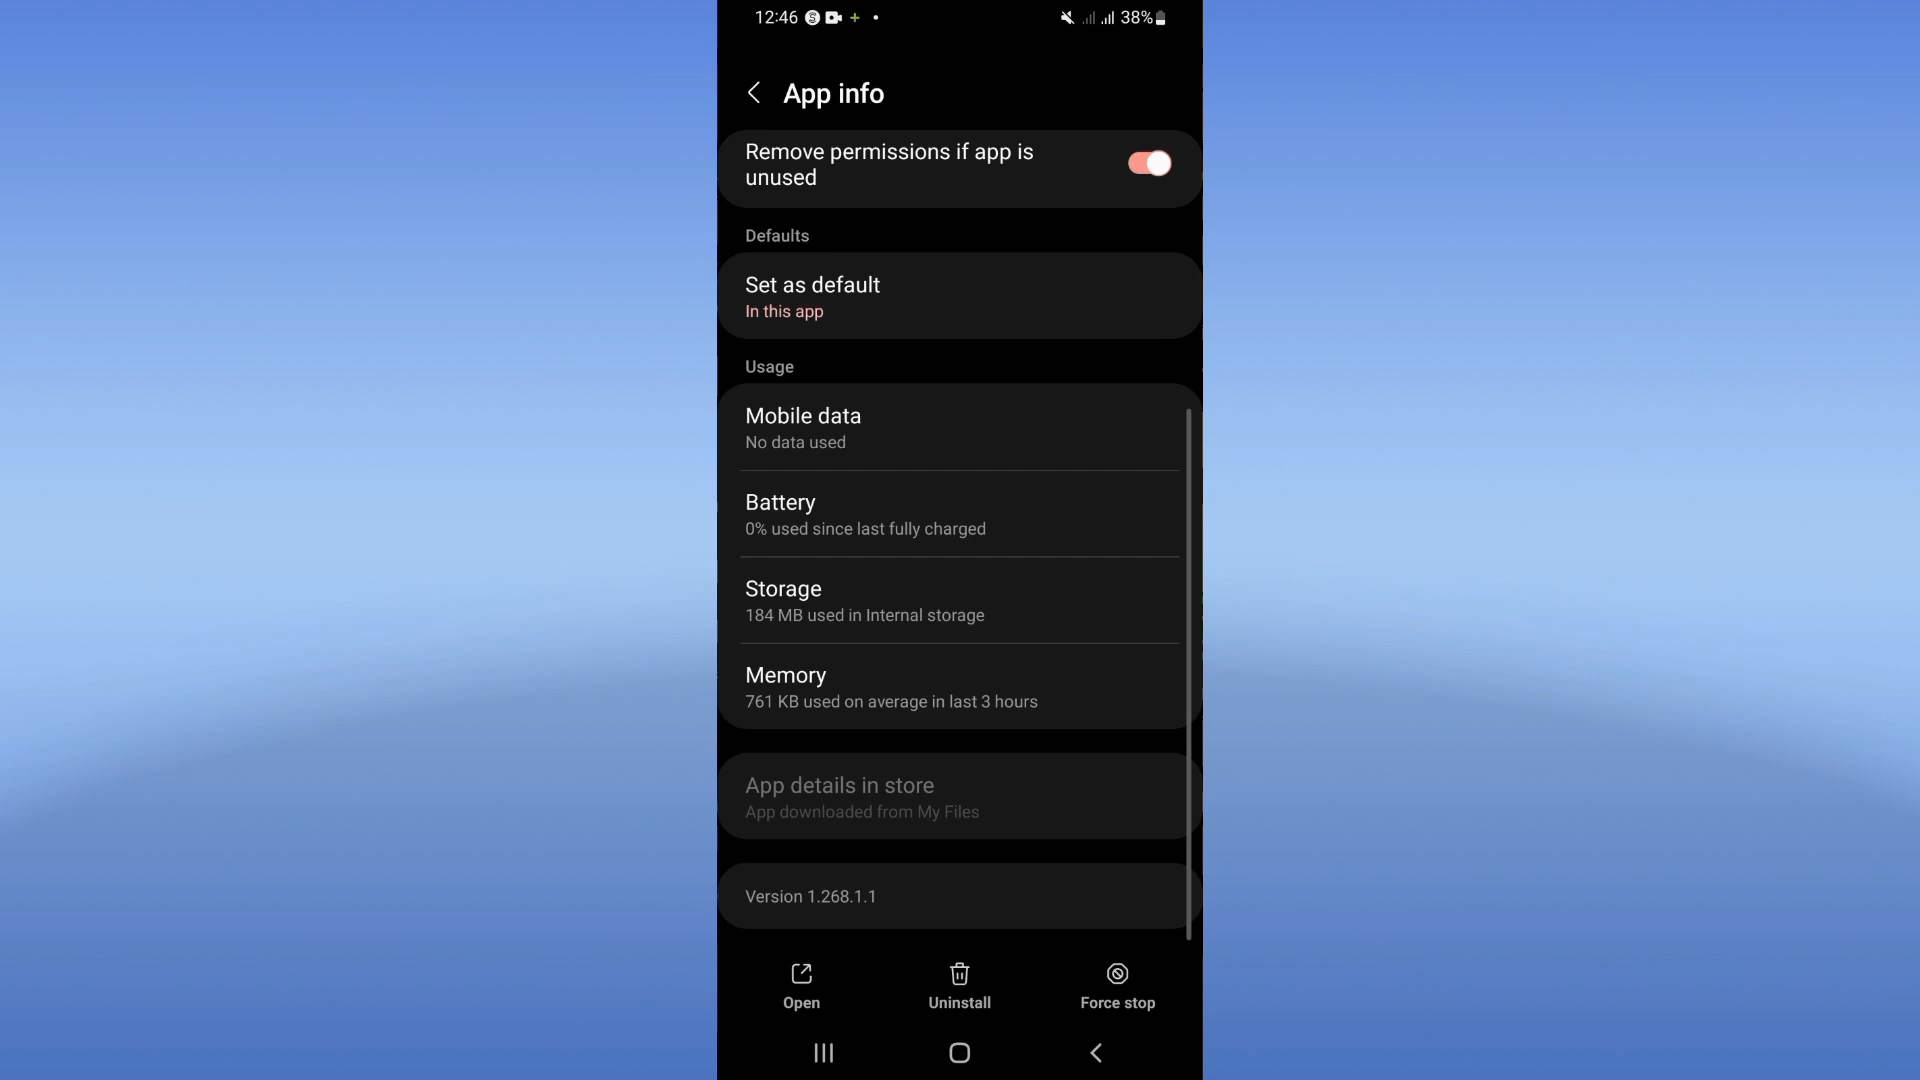 12:46 38%
App info
Remove permissions if app is
unused
Defaults
Set as default
In this app
Usage
Mobile data
No data used
Battery
0% used since last fully charged
Storage
184 MB used in Internal storage
Memory
761 KB used on average in last 3 hours
App details in store
App downloaded from My Files
Version 1.268.1.1
Open Uninstall Force stop